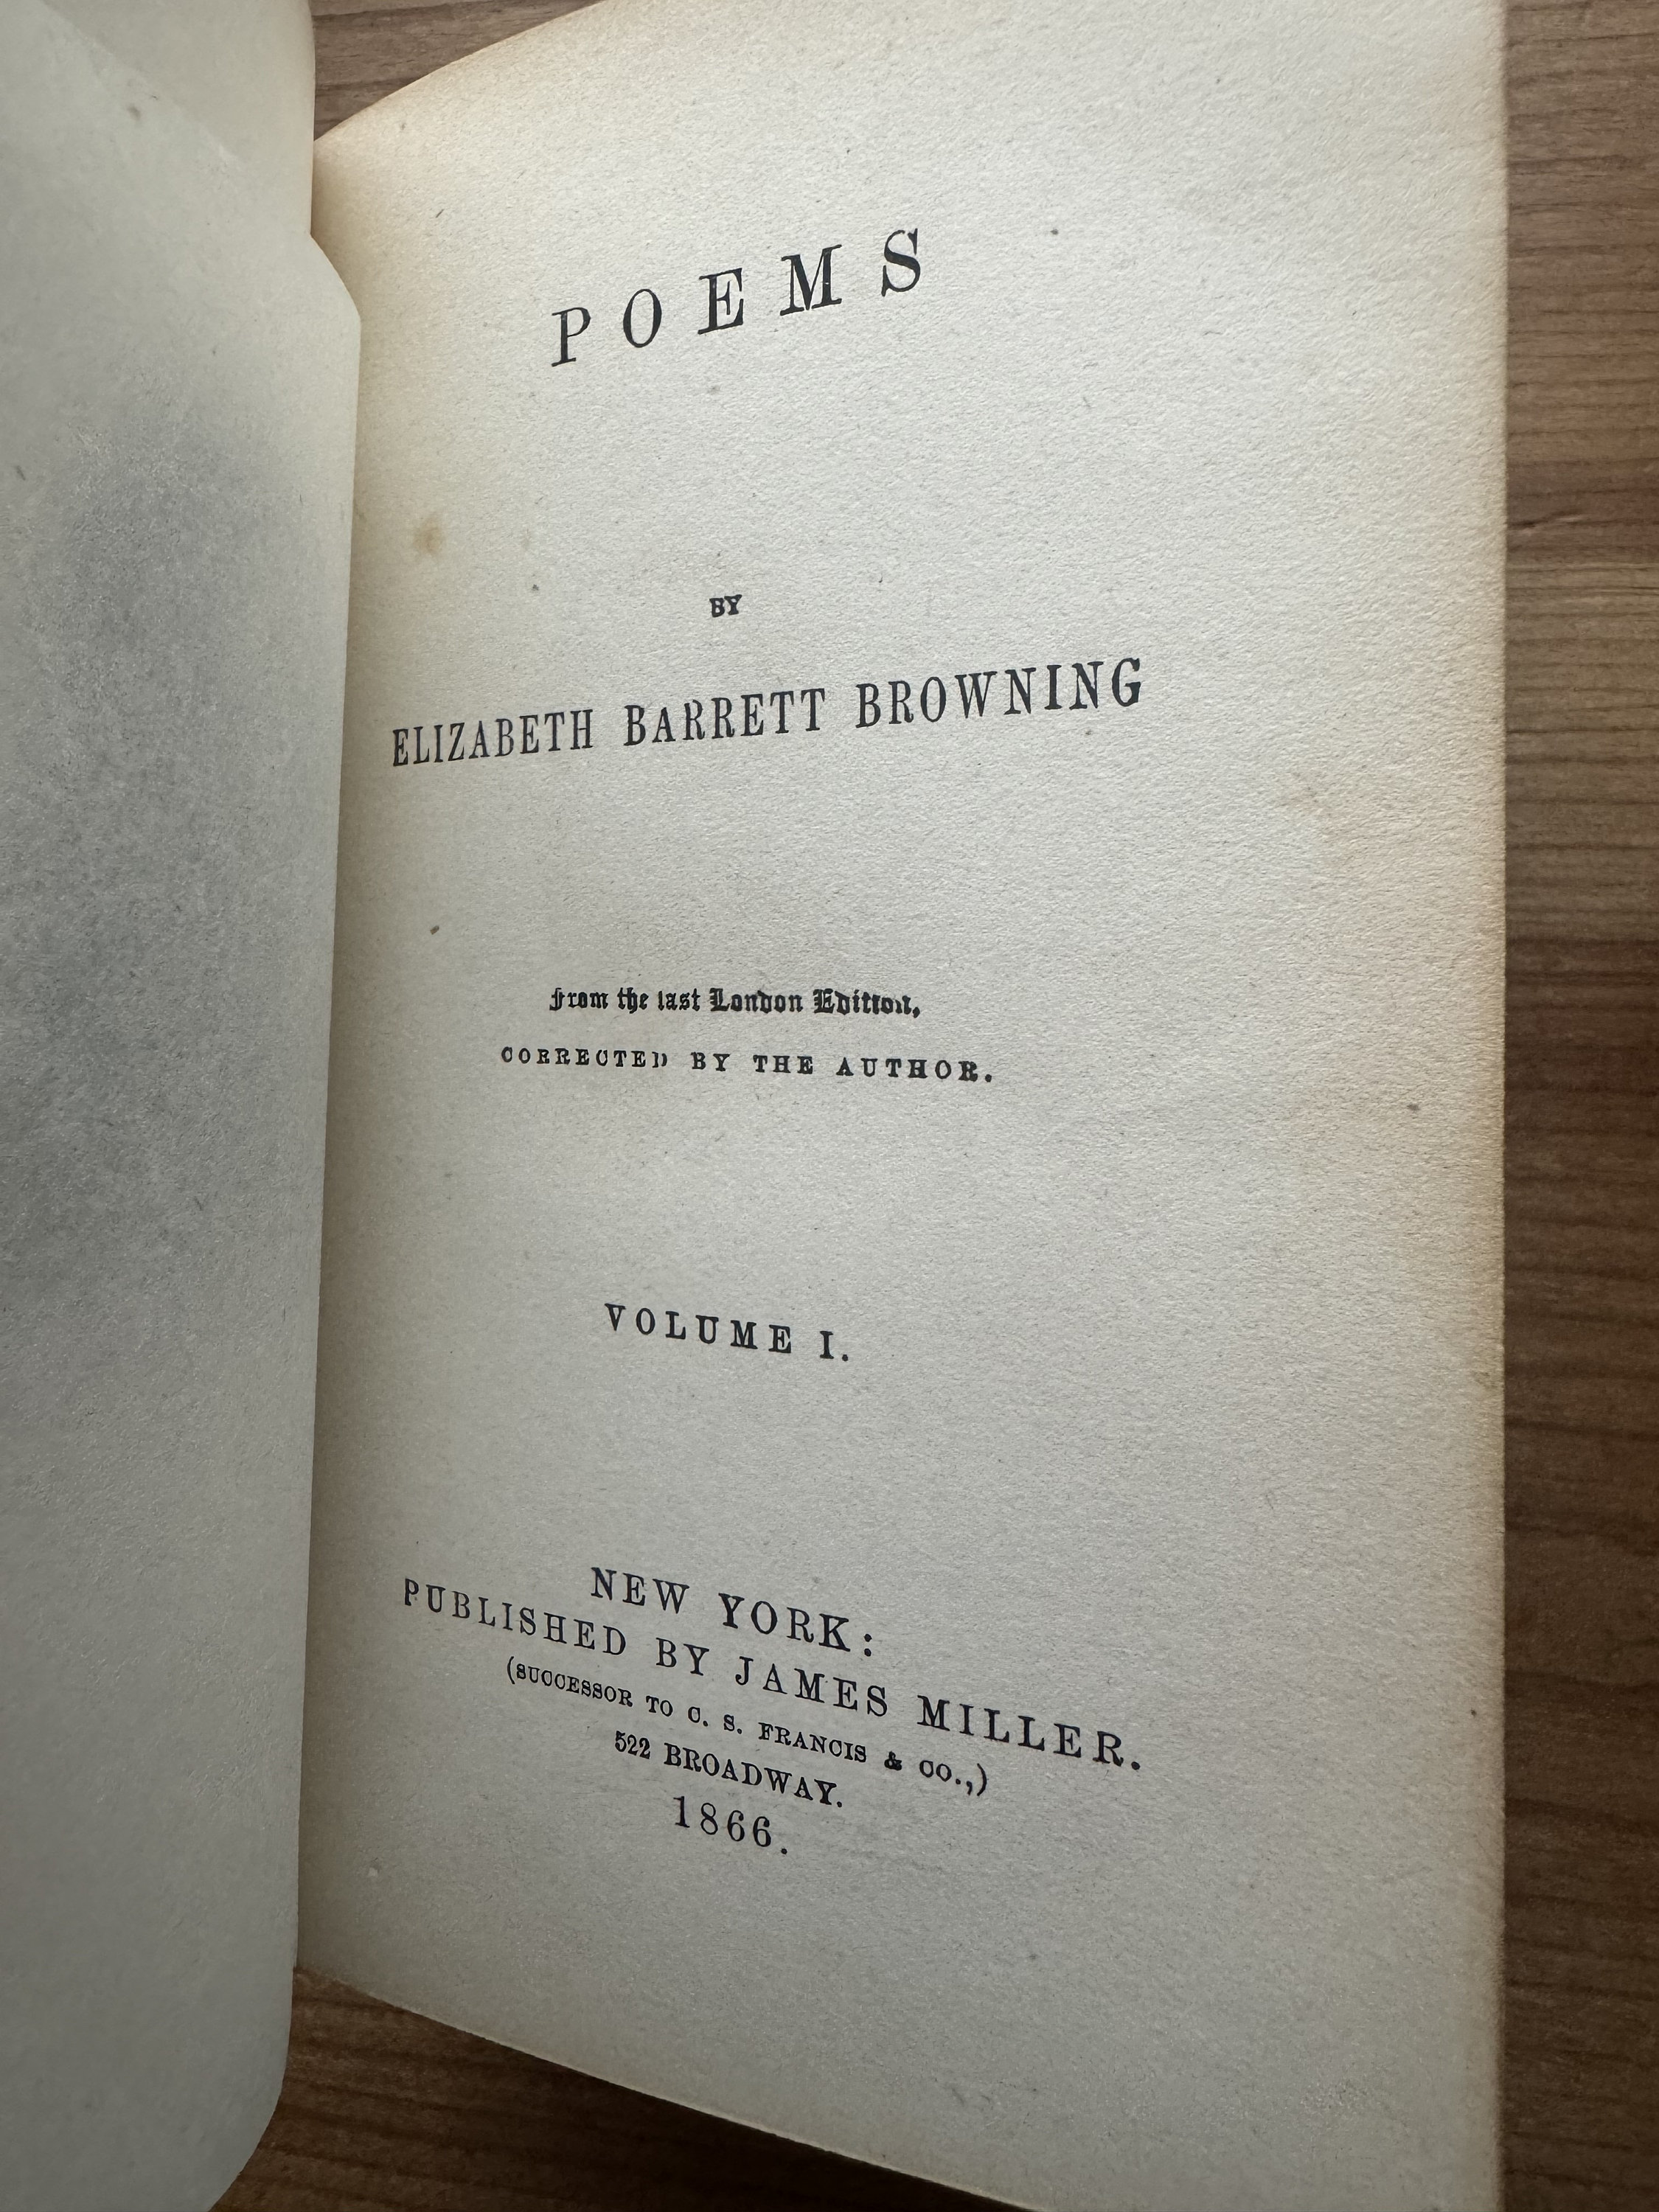 POEMS
BY
ELIZABETH BARRETT BROWNING
From the last London Edition,
CORRECTED BY THE AUTHOR.
VOLUME I.
NEW YORK:
PUBLISHED BY JAMES MILLER.
(SUCCESSOR TO C. S. FRANCIS & CO.,)
522 BROADWAY.
1866.